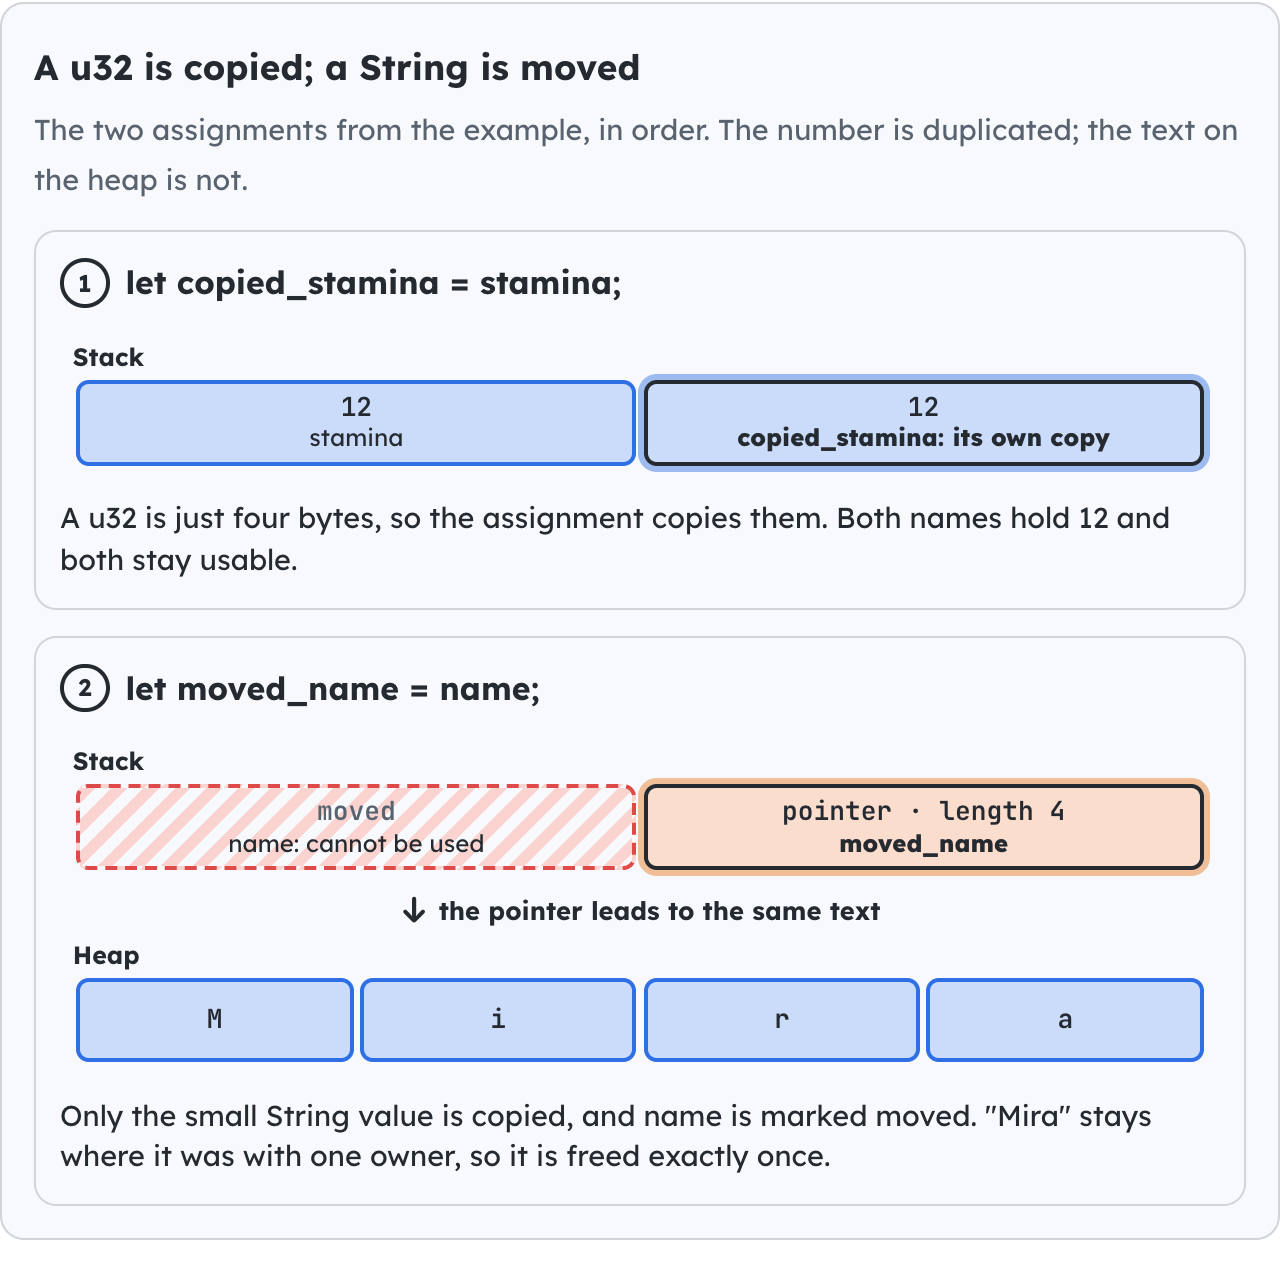 A u32 is copied; a String is moved
The two assignments from the example, in order. The number is duplicated; the text on
the heap is not.
1 let copied_stamina = stamina;
Stack
12
stamina
12
copied_stamina: its own copy
A u32 is just four bytes, so the assignment copies them. Both names hold 12 and
both stay usable.
2 let moved_name = name;
Stack
moved
name: cannot be used
pointer · length 4
moved_name
↓ the pointer leads to the same text
Heap
M i r a
Only the small String value is copied, and name is marked moved. "Mira" stays
where it was with one owner, so it is freed exactly once.